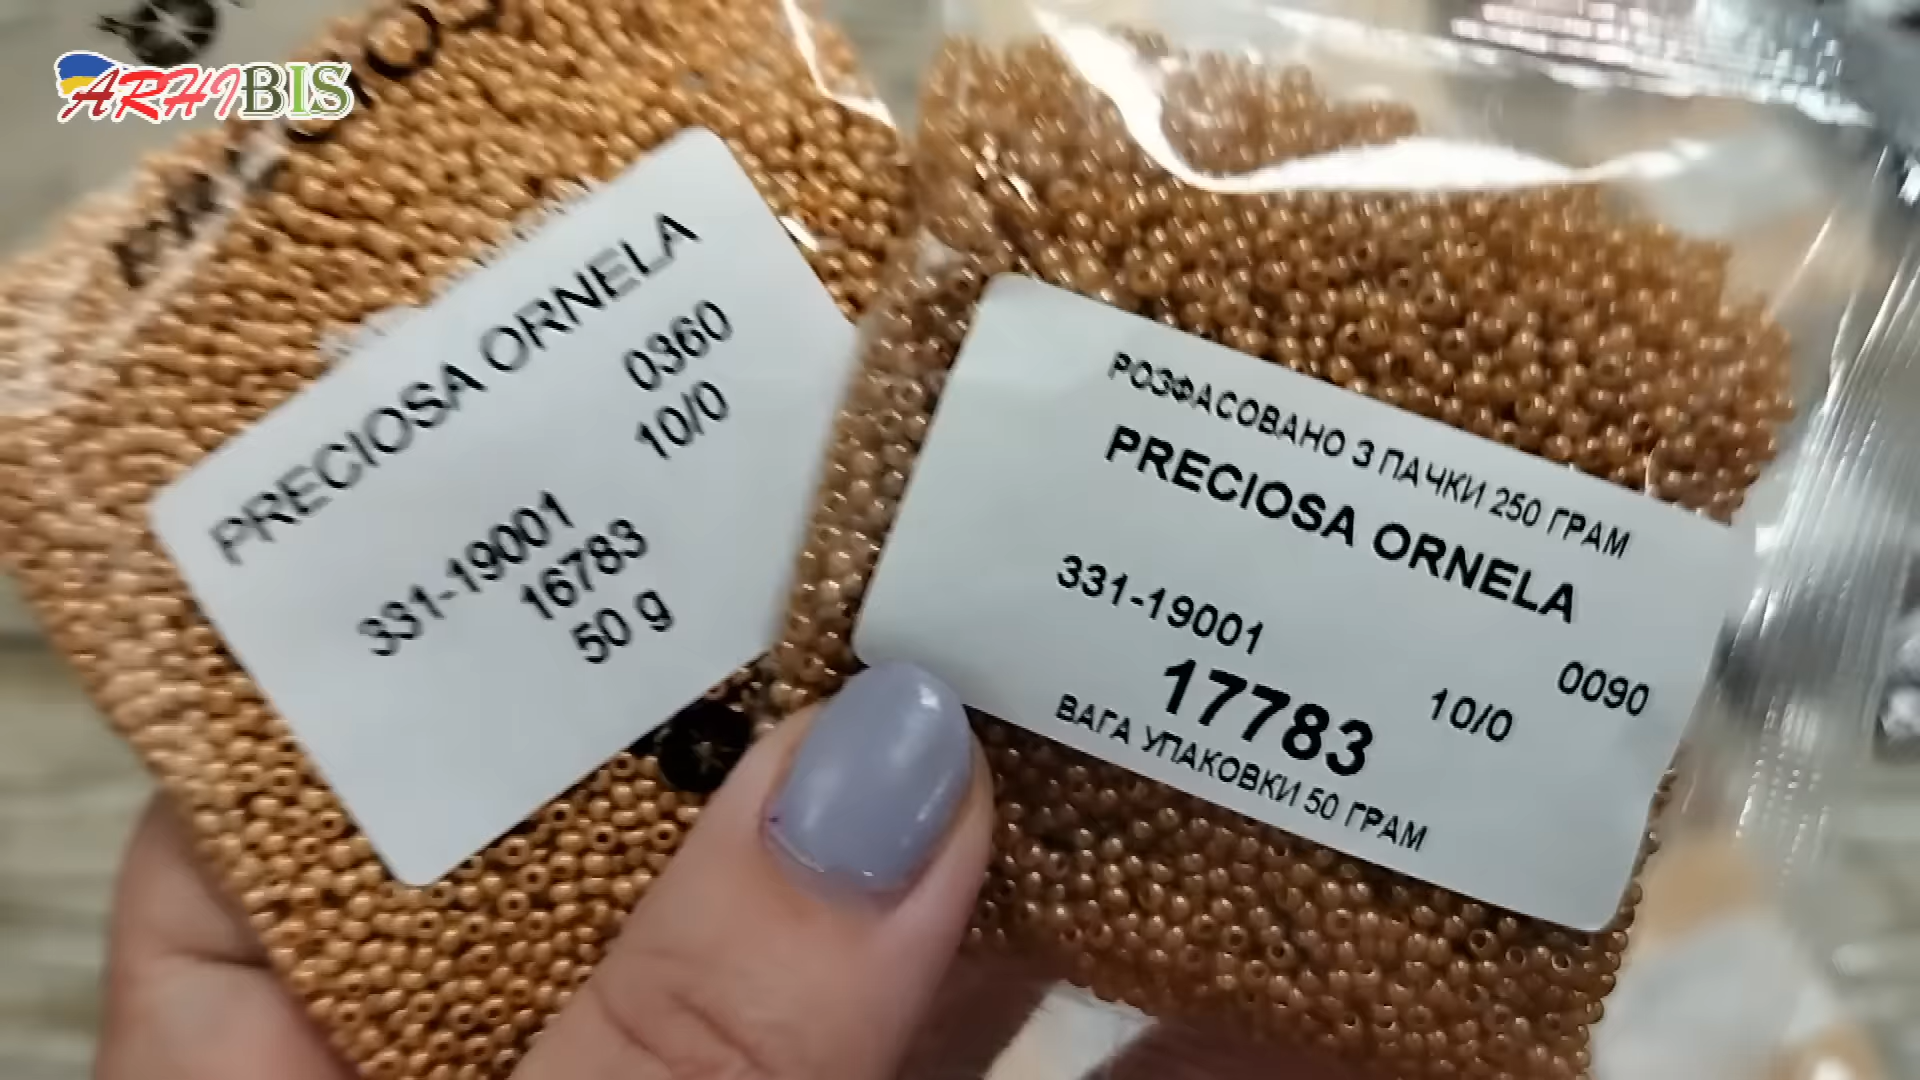 ARHIBIS
PRECIOSA ORNELA
0360
10/0
331-19001
16783
50 g
РОЗФАСОВАНО З ПАЧКИ 250 ГРАМ
PRECIOSA ORNELA
331-19001
0090
17783
10/0
ВАГА УПАКОВКИ 50 ГРАМ